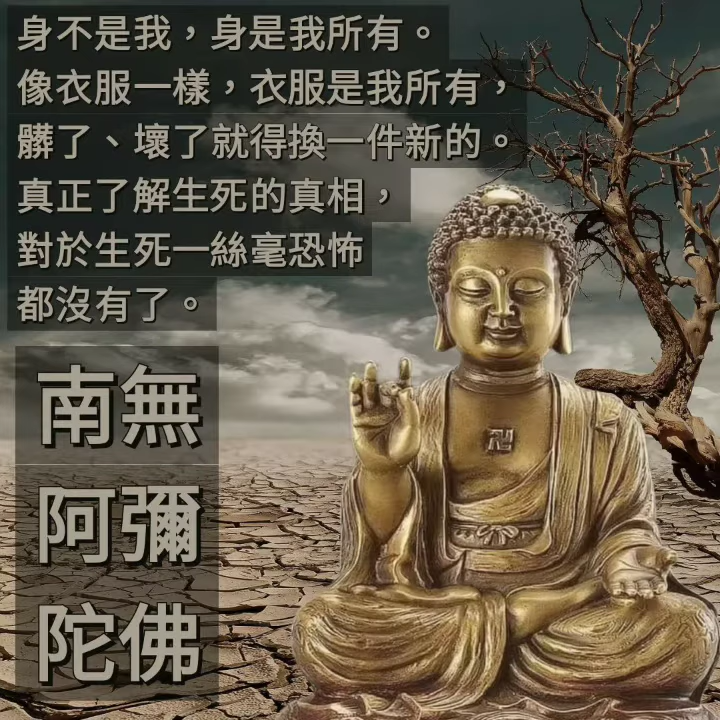 身不是我，身是我所有。
像衣服一樣，衣服是我所有，
髒了、壞了就得換一件新的。
真正了解生死的真相，
對於生死一絲毫恐怖
都沒有了。
南無
阿彌
陀佛
卍